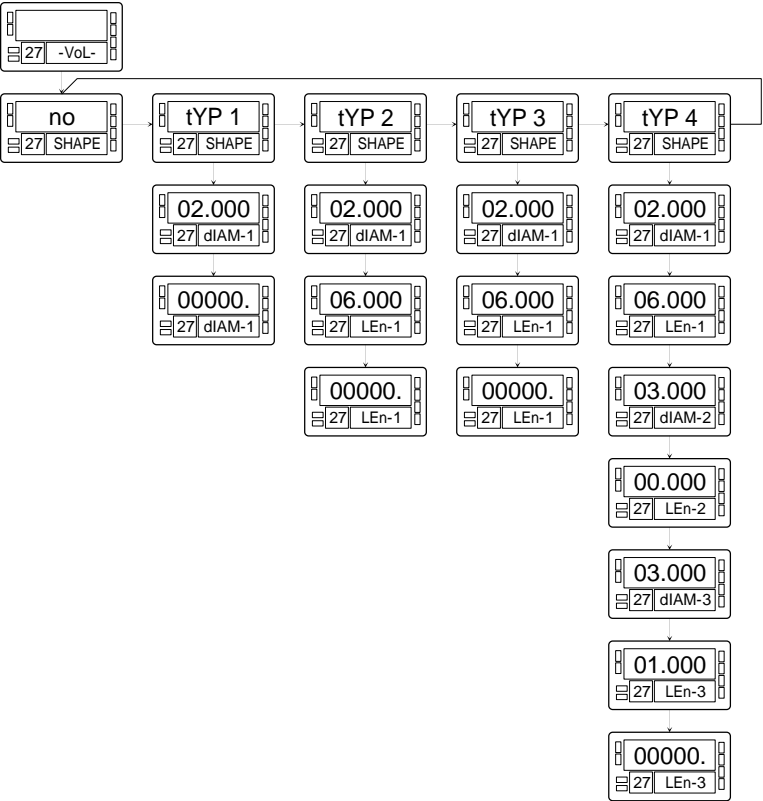 27 -VoL-
no
27 SHAPE
tYP 1
27 SHAPE
tYP 2
27 SHAPE
tYP 3
27 SHAPE
tYP 4
27 SHAPE
02.000
27 dIAM-1
02.000
27 dIAM-1
02.000
27 dIAM-1
02.000
27 dIAM-1
00000.
27 dIAM-1
06.000
27 LEn-1
06.000
27 LEn-1
06.000
27 LEn-1
00000.
27 LEn-1
00000.
27 LEn-1
03.000
27 dIAM-2
00.000
27 LEn-2
03.000
27 dIAM-3
01.000
27 LEn-3
00000.
27 LEn-3